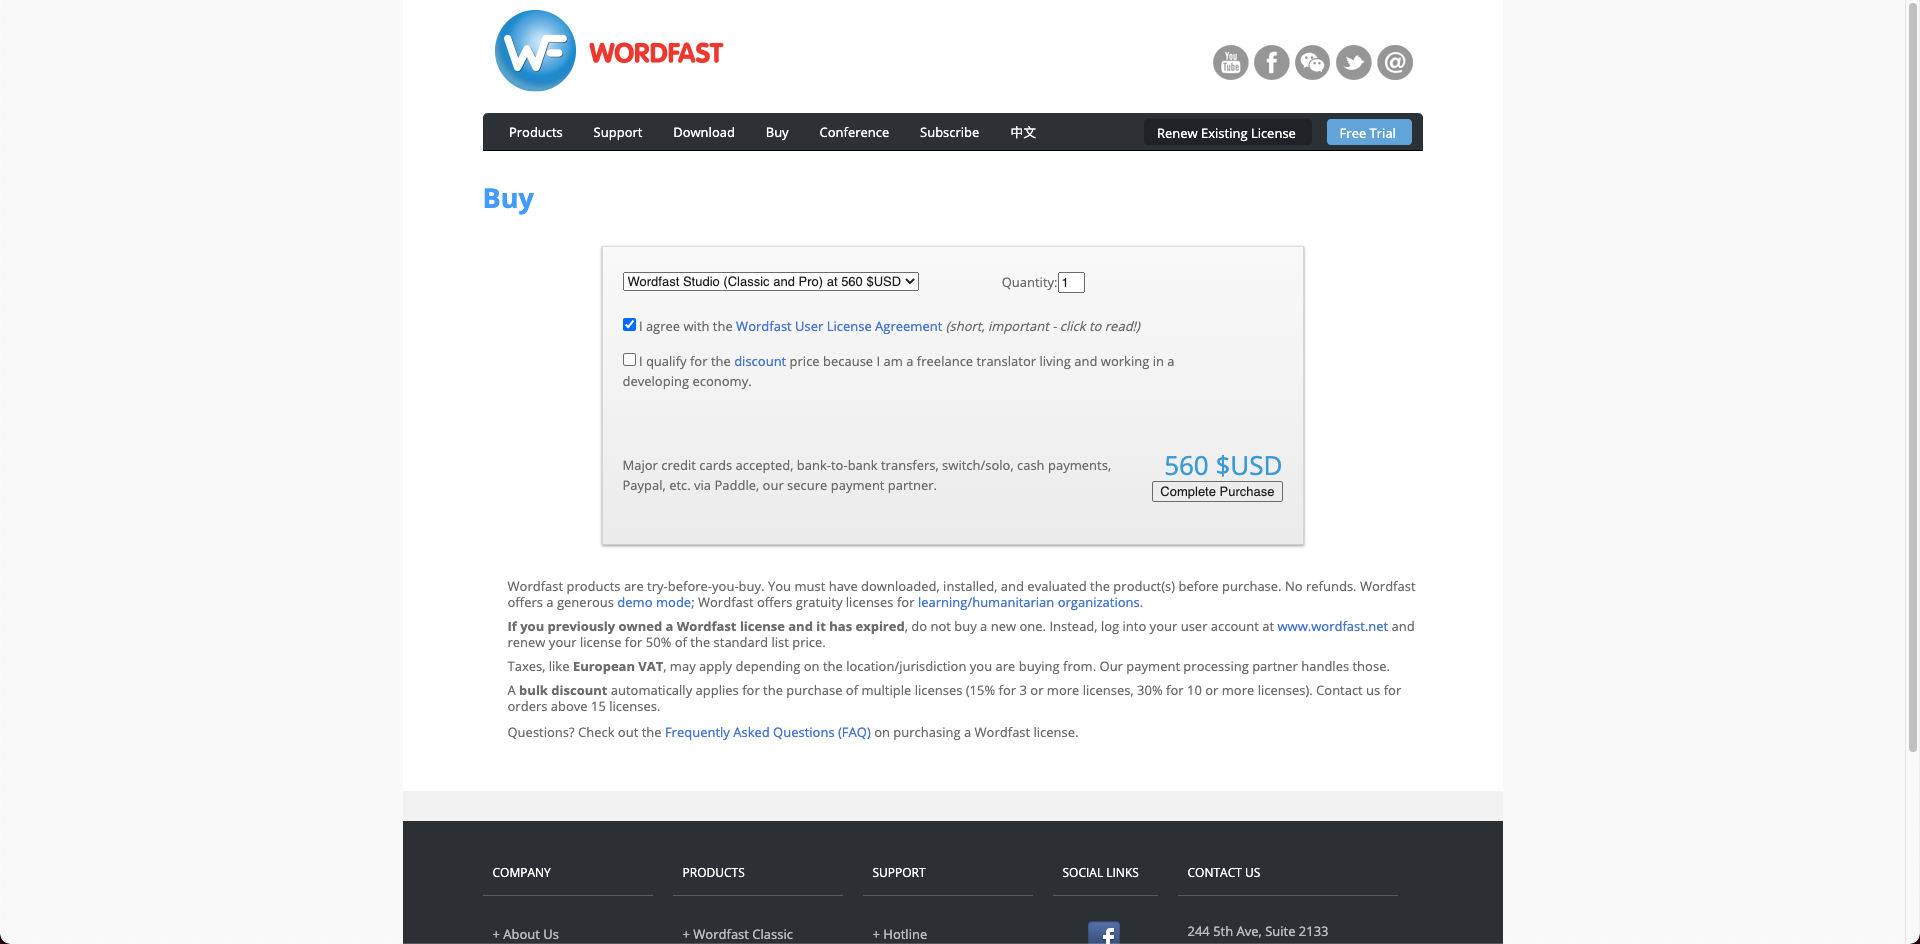 WF WORDFAST
You Tube
Products Support Download Buy Conference Subscribe 中文 Renew Existing License Free Trial
Buy
Wordfast Studio (Classic and Pro) at 560 $USD Quantity: 1
I agree with the Wordfast User License Agreement (short, important - click to read!)
I qualify for the discount price because I am a freelance translator living and working in a
developing economy.
560 $USD
Major credit cards accepted, bank-to-bank transfers, switch/solo, cash payments,
Paypal, etc. via Paddle, our secure payment partner.
Complete Purchase
Wordfast products are try-before-you-buy. You must have downloaded, installed, and evaluated the product(s) before purchase. No refunds. Wordfast
offers a generous demo mode; Wordfast offers gratuity licenses for learning/humanitarian organizations.
If you previously owned a Wordfast license and it has expired, do not buy a new one. Instead, log into your user account at www.wordfast.net and
renew your license for 50% of the standard list price.
Taxes, like European VAT, may apply depending on the location/jurisdiction you are buying from. Our payment processing partner handles those.
A bulk discount automatically applies for the purchase of multiple licenses (15% for 3 or more licenses, 30% for 10 or more licenses). Contact us for
orders above 15 licenses.
Questions? Check out the Frequently Asked Questions (FAQ) on purchasing a Wordfast license.
COMPANY PRODUCTS SUPPORT SOCIAL LINKS CONTACT US
+ About Us + Wordfast Classic + Hotline 244 5th Ave, Suite 2133